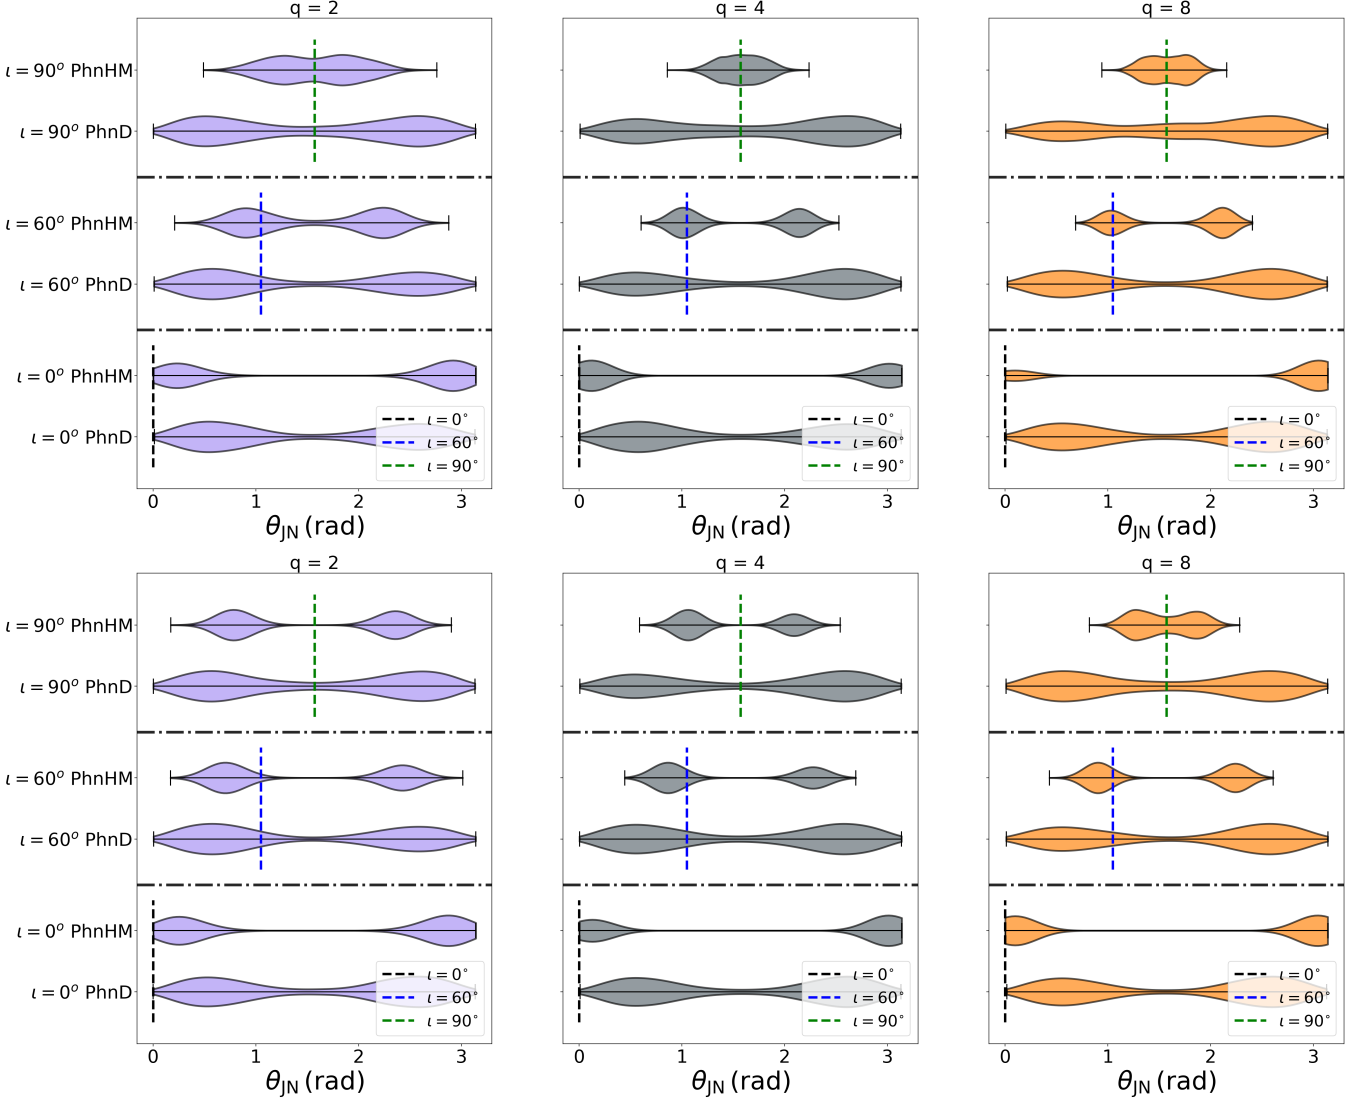 q = 2
q = 4
q = 8
ι = 90° PhnHM
ι = 90° PhnD
ι = 60° PhnHM
ι = 60° PhnD
ι = 0° PhnHM
ι = 0° PhnD
ι = 0°
ι = 60°
ι = 90°
ι = 0°
ι = 60°
ι = 90°
ι = 0°
ι = 60°
ι = 90°
0 1 2 3
0 1 2 3
0 1 2 3
θJN (rad)
θJN (rad)
θJN (rad)
q = 2
q = 4
q = 8
ι = 90° PhnHM
ι = 90° PhnD
ι = 60° PhnHM
ι = 60° PhnD
ι = 0° PhnHM
ι = 0° PhnD
ι = 0°
ι = 60°
ι = 90°
ι = 0°
ι = 60°
ι = 90°
ι = 0°
ι = 60°
ι = 90°
0 1 2 3
0 1 2 3
0 1 2 3
θJN (rad)
θJN (rad)
θJN (rad)